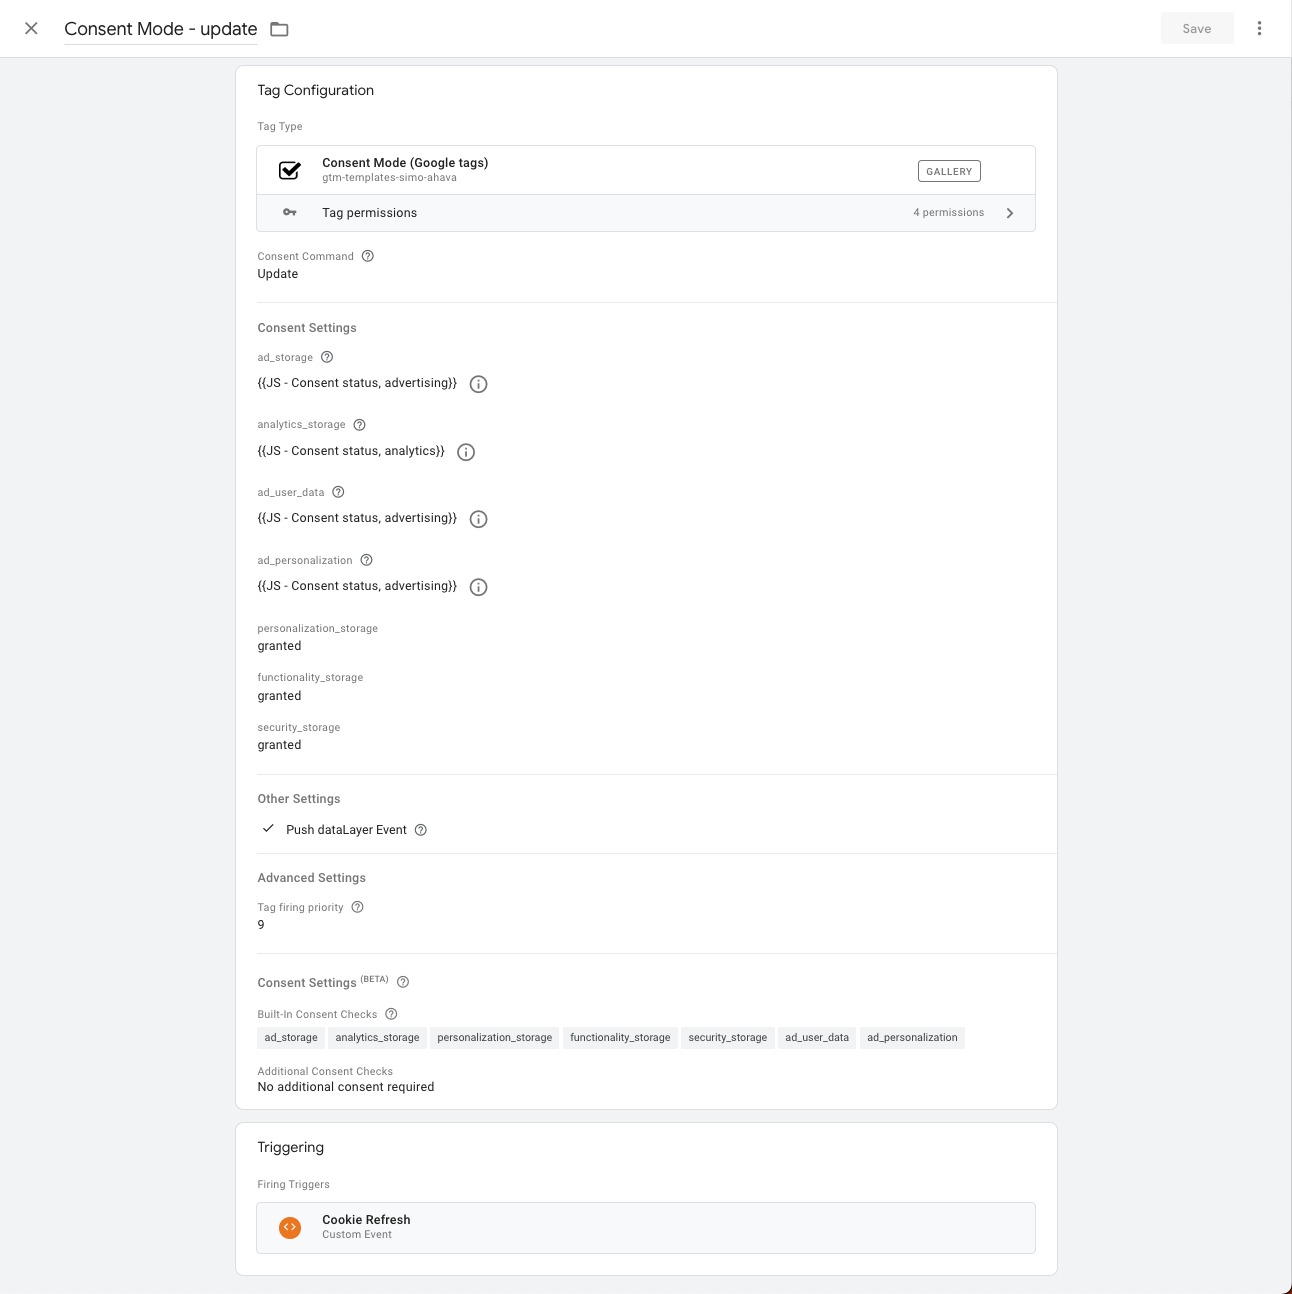 Consent Mode - update
Save
Tag Configuration
Tag Type
Consent Mode (Google tags)
gtm-templates-simo-ahava
GALLERY
Tag permissions
4 permissions
Consent Command
Update
Consent Settings
ad_storage
{{JS - Consent status, advertising}}
analytics_storage
{{JS - Consent status, analytics}}
ad_user_data
{{JS - Consent status, advertising}}
ad_personalization
{{JS - Consent status, advertising}}
personalization_storage
granted
functionality_storage
granted
security_storage
granted
Other Settings
Push dataLayer Event
Advanced Settings
Tag firing priority
9
Consent Settings (BETA)
Built-In Consent Checks
ad_storage analytics_storage personalization_storage functionality_storage security_storage ad_user_data ad_personalization
Additional Consent Checks
No additional consent required
Triggering
Firing Triggers
Cookie Refresh
Custom Event